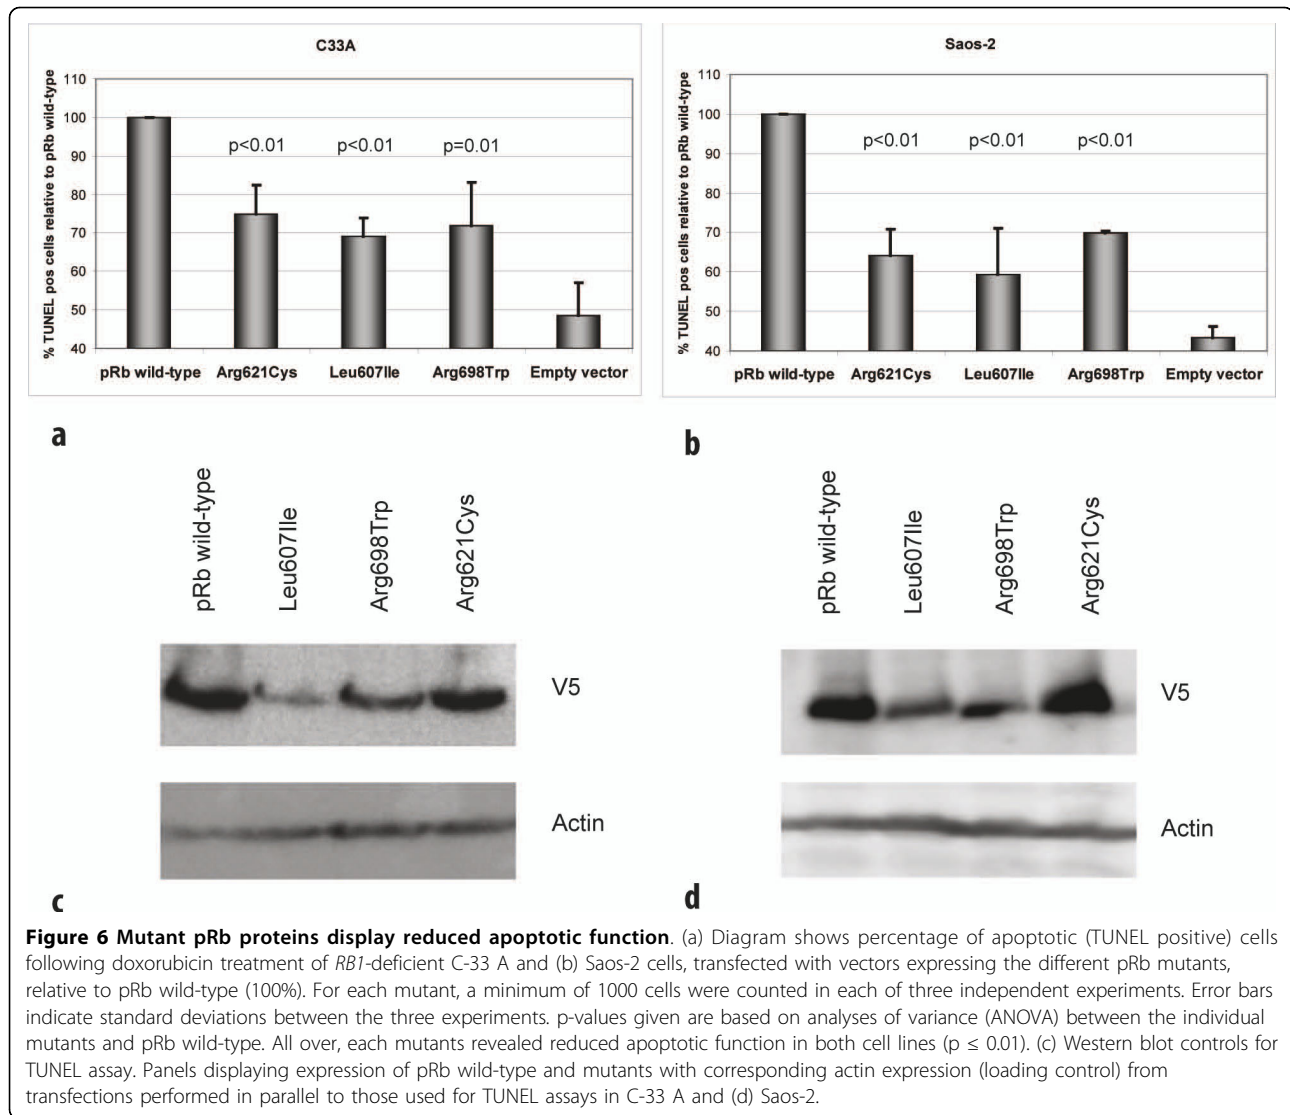 C33A
% TUNEL pos cells relative to pRb wild-type
110
100
90
80
70
60
50
40
p<0.01
p<0.01
p=0.01
pRb wild-type
Arg621Cys
Leu607Ile
Arg698Trp
Empty vector
a
Saos-2
% TUNEL pos cells relative to pRb wild-type
110
100
90
80
70
60
50
40
p<0.01
p<0.01
p<0.01
pRb wild-type
Arg621Cys
Leu607Ile
Arg698Trp
Empty vector
b
pRb wild-type
Leu607Ile
Arg698Trp
Arg621Cys
V5
Actin
c
pRb wild-type
Leu607Ile
Arg698Trp
Arg621Cys
V5
Actin
d
Figure 6 Mutant pRb proteins display reduced apoptotic function. (a) Diagram shows percentage of apoptotic (TUNEL positive) cells
following doxorubicin treatment of RB1-deficient C-33 A and (b) Saos-2 cells, transfected with vectors expressing the different pRb mutants,
relative to pRb wild-type (100%). For each mutant, a minimum of 1000 cells were counted in each of three independent experiments. Error bars
indicate standard deviations between the three experiments. p-values given are based on analyses of variance (ANOVA) between the individual
mutants and pRb wild-type. All over, each mutants revealed reduced apoptotic function in both cell lines (p ≤ 0.01). (c) Western blot controls for
TUNEL assay. Panels displaying expression of pRb wild-type and mutants with corresponding actin expression (loading control) from
transfections performed in parallel to those used for TUNEL assays in C-33 A and (d) Saos-2.